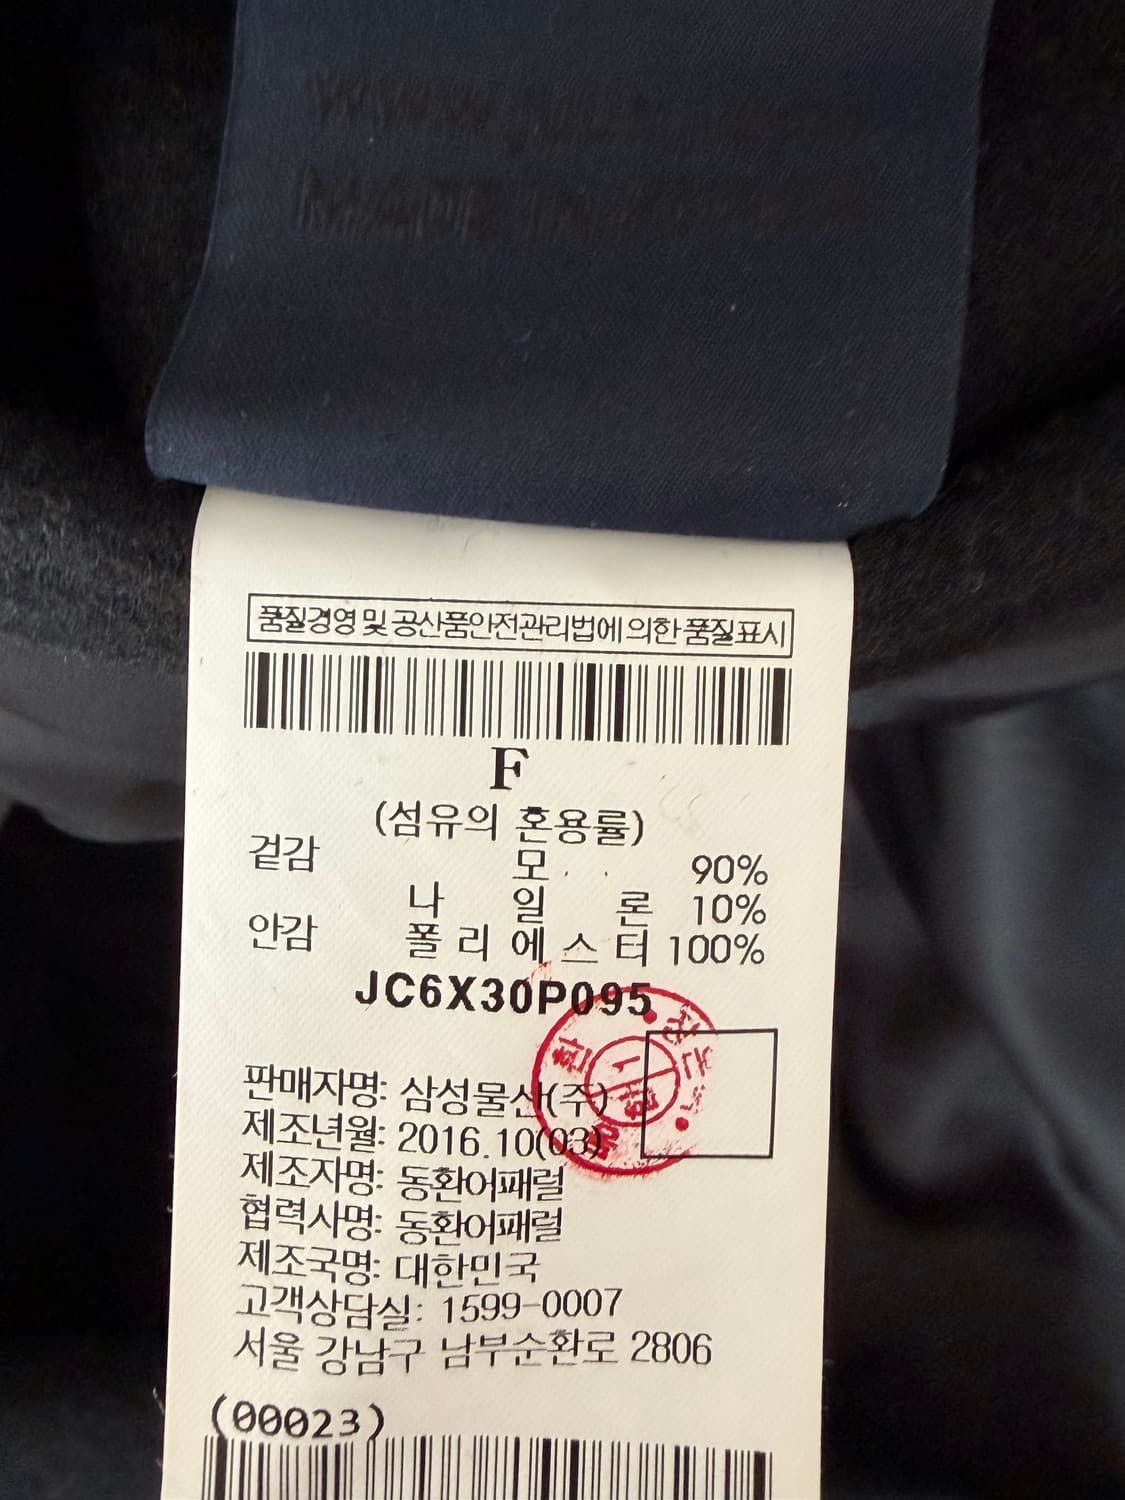 품질경영 및 공산품안전관리법에 의한 품질표시
F
(섬유의 혼용률)
겉감 모 90%
나 일 론 10%
안감 폴 리 에 스 터 100%
JC6X30P095
판매자명: 삼성물산(주)
제조년월: 2016.10(03)
제조자명: 동환어패럴
협력사명: 동환어패럴
제조국명: 대한민국
고객상담실: 1599-0007
서울 강남구 남부순환로 2806
(00023)